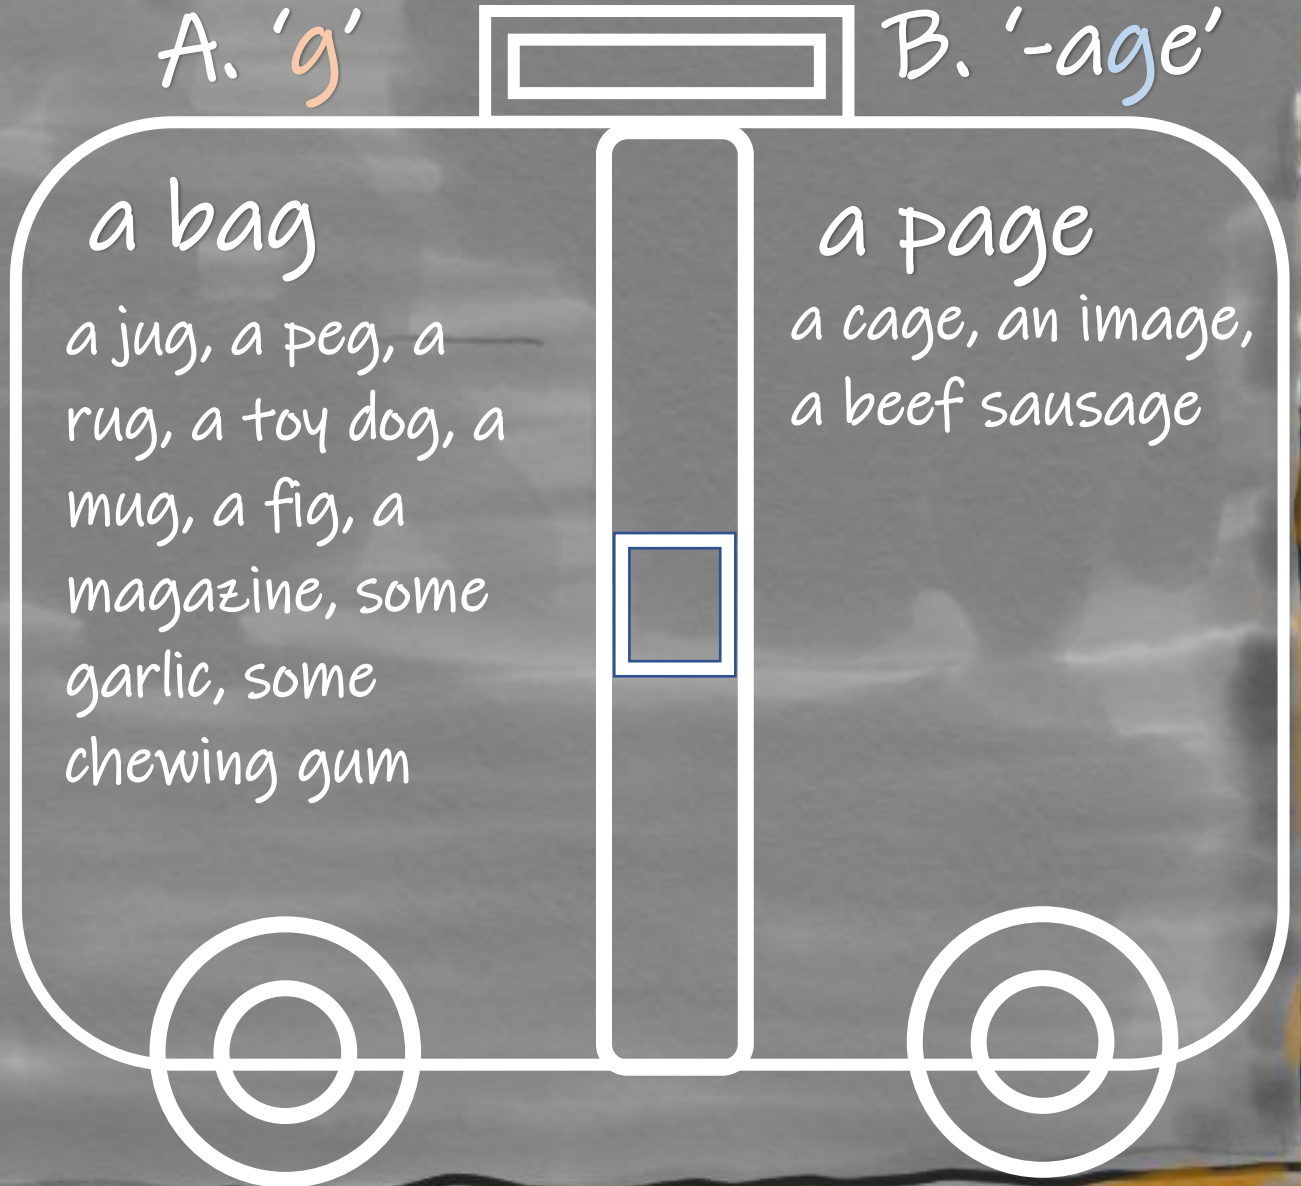 A. 'g'
a bag
a jug, a peg, a
rug, a toy dog, a
mug, a fig, a
magazine, some
garlic, some
chewing gum
B. '-age'
a page
a cage, an image,
a beef sausage